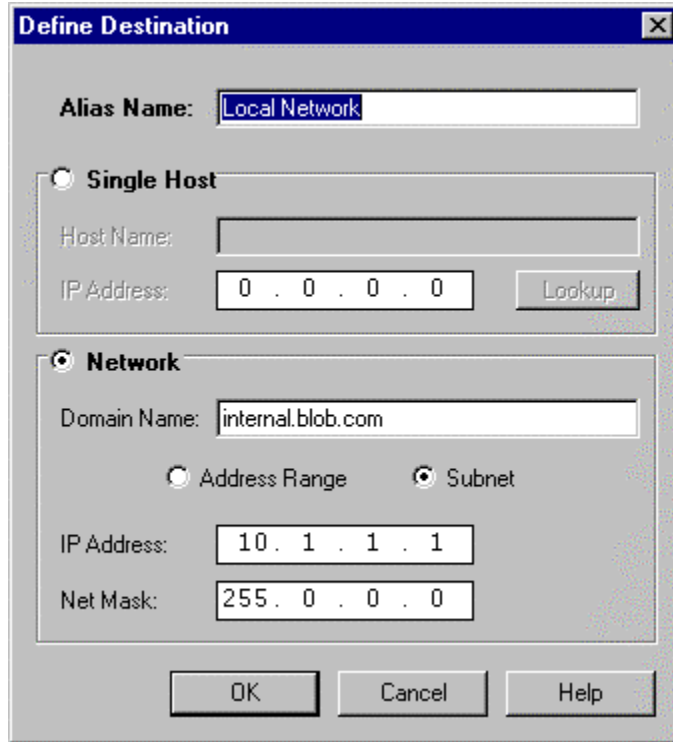 Define Destination
Alias Name: Local Network
Single Host
Host Name:
IP Address: 0 . 0 . 0 . 0 Lookup
Network
Domain Name: internal.blob.com
Address Range Subnet
IP Address: 10 . 1 . 1 . 1
Net Mask: 255 . 0 . 0 . 0
OK Cancel Help